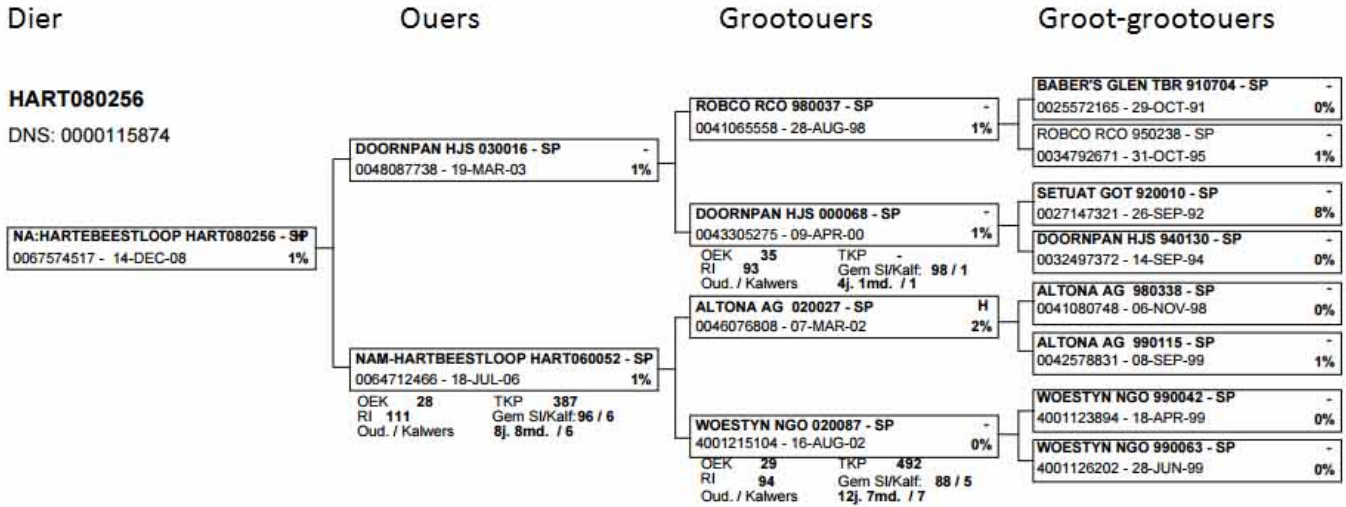 Dier Ouers Grootouers Groot-grootouers
HART080256
DNS: 0000115874
NA:HARTEBEESTLOOP HART080256 - SP H
0067574517 - 14-DEC-08 1%
DOORNPAN HJS 030016 - SP -
0048087738 - 19-MAR-03 1%
NAM-HARTBEESTLOOP HART060052 - SP -
0064712466 - 18-JUL-06 1%
OEK 28 TKP 387
RI 111 Gem Sl/Kalf: 96 / 6
Oud. / Kalwers 8j. 8md. / 6
ROBCO RCO 980037 - SP -
0041065558 - 28-AUG-98 1%
DOORNPAN HJS 000068 - SP -
0043305275 - 09-APR-00 1%
OEK 35 TKP -
RI 93 Gem Sl/Kalf: 98 / 1
Oud. / Kalwers 4j. 1md. / 1
ALTONA AG 020027 - SP H
0046076808 - 07-MAR-02 2%
WOESTYN NGO 020087 - SP -
4001215104 - 16-AUG-02 0%
OEK 29 TKP 492
RI 94 Gem Sl/Kalf: 88 / 5
Oud. / Kalwers 12j. 7md. / 7
BABER'S GLEN TBR 910704 - SP -
0025572165 - 29-OCT-91 0%
ROBCO RCO 950238 - SP -
0034792671 - 31-OCT-95 1%
SETUAT GOT 920010 - SP -
0027147321 - 26-SEP-92 8%
DOORNPAN HJS 940130 - SP -
0032497372 - 14-SEP-94 0%
ALTONA AG 980338 - SP -
0041080748 - 06-NOV-98 0%
ALTONA AG 990115 - SP -
0042578831 - 08-SEP-99 1%
WOESTYN NGO 990042 - SP -
4001123894 - 18-APR-99 0%
WOESTYN NGO 990063 - SP -
4001126202 - 28-JUN-99 0%